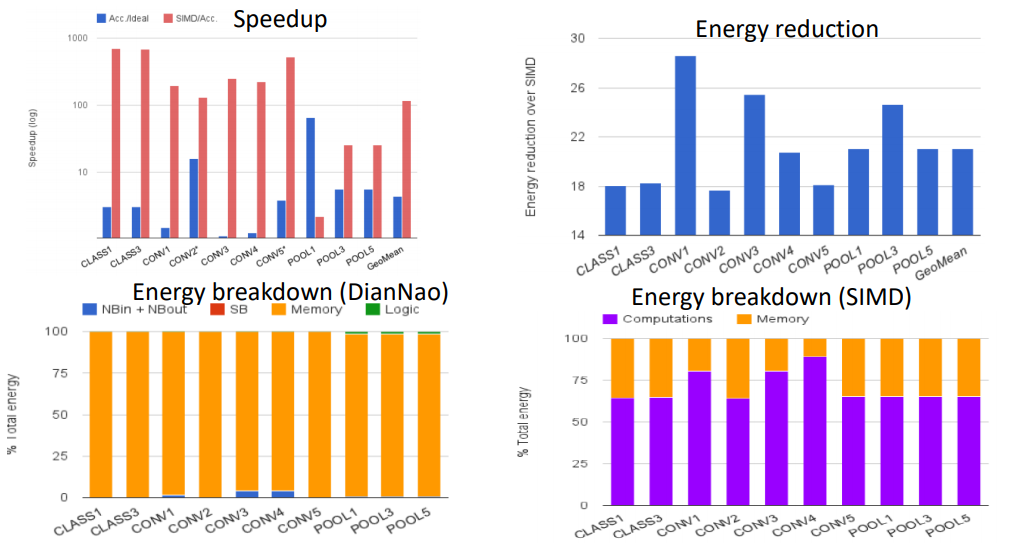 Speedup
Acc./Ideal SIMD/Acc.
Speedup (log)
1000
100
10
CLASS1 CLASS3 CONV1 CONV2* CONV3 CONV4 CONV5* POOL1 POOL3 POOL5 GeoMean
Energy reduction
Energy reduction over SIMD
30
26
22
18
14
CLASS1 CLASS3 CONV1 CONV2 CONV3 CONV4 CONV5 POOL1 POOL3 POOL5 GeoMean
Energy breakdown (DianNao)
NBin + NBout SB Memory Logic
% Total energy
100
75
50
25
0
CLASS1 CLASS3 CONV1 CONV2 CONV3 CONV4 CONV5 POOL1 POOL3 POOL5
Energy breakdown (SIMD)
Computations Memory
% Total energy
100
75
50
25
0
CLASS1 CLASS3 CONV1 CONV2 CONV3 CONV4 CONV5 POOL1 POOL3 POOL5